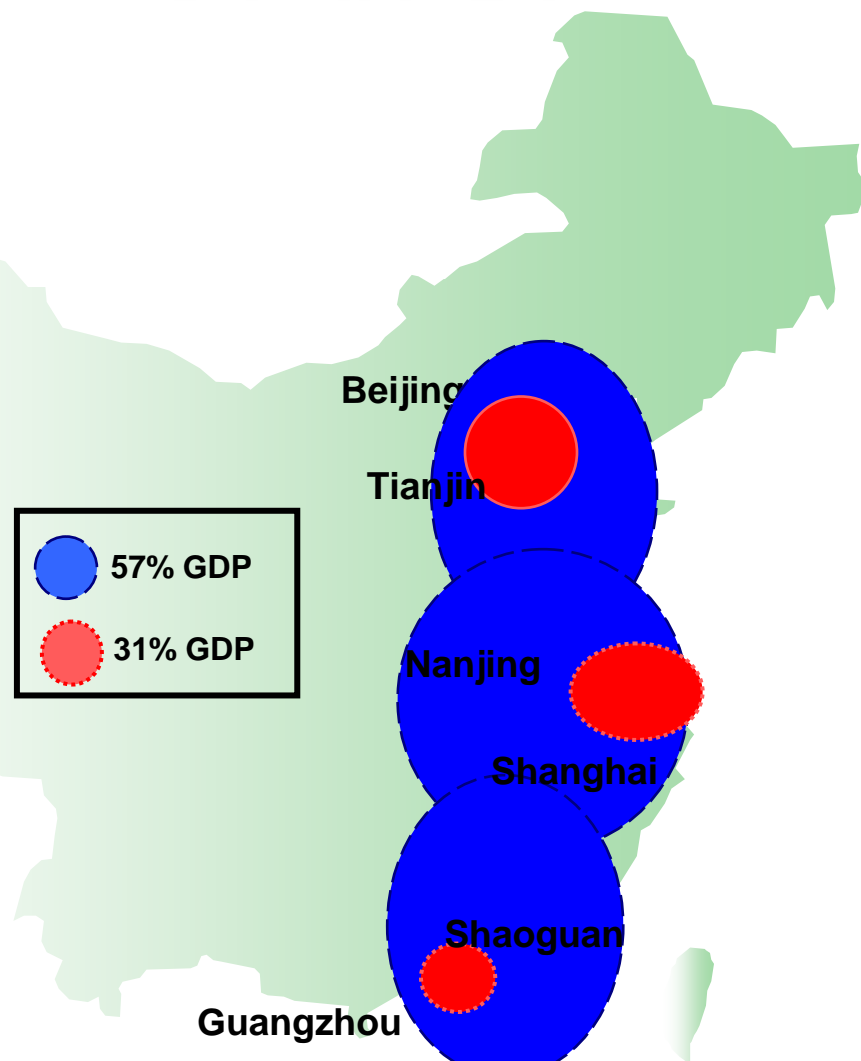 Beijing
Tianjin
57% GDP
31% GDP
Nanjing
Shanghai
Shaoguan
Guangzhou